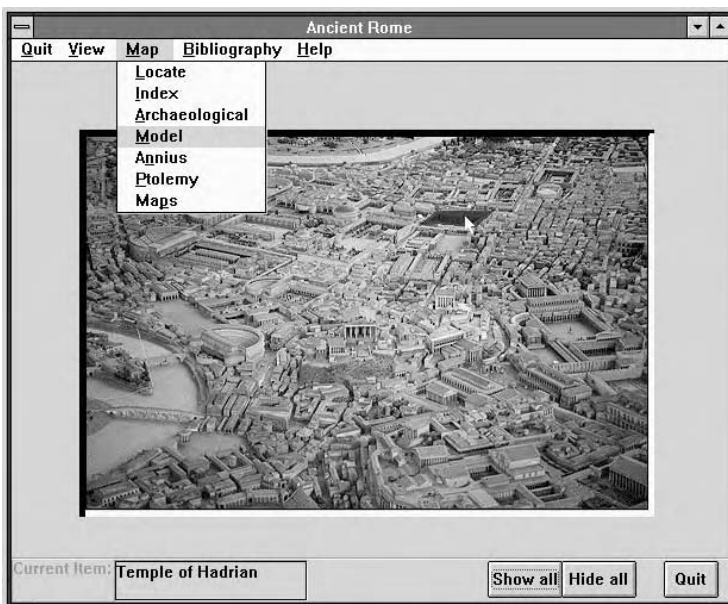 Ancient Rome
Quit View Map Bibliography Help
Locate
Index
Archaeological
Model
Annius
Ptolemy
Maps
Current Item: Temple of Hadrian
Show all Hide all Quit